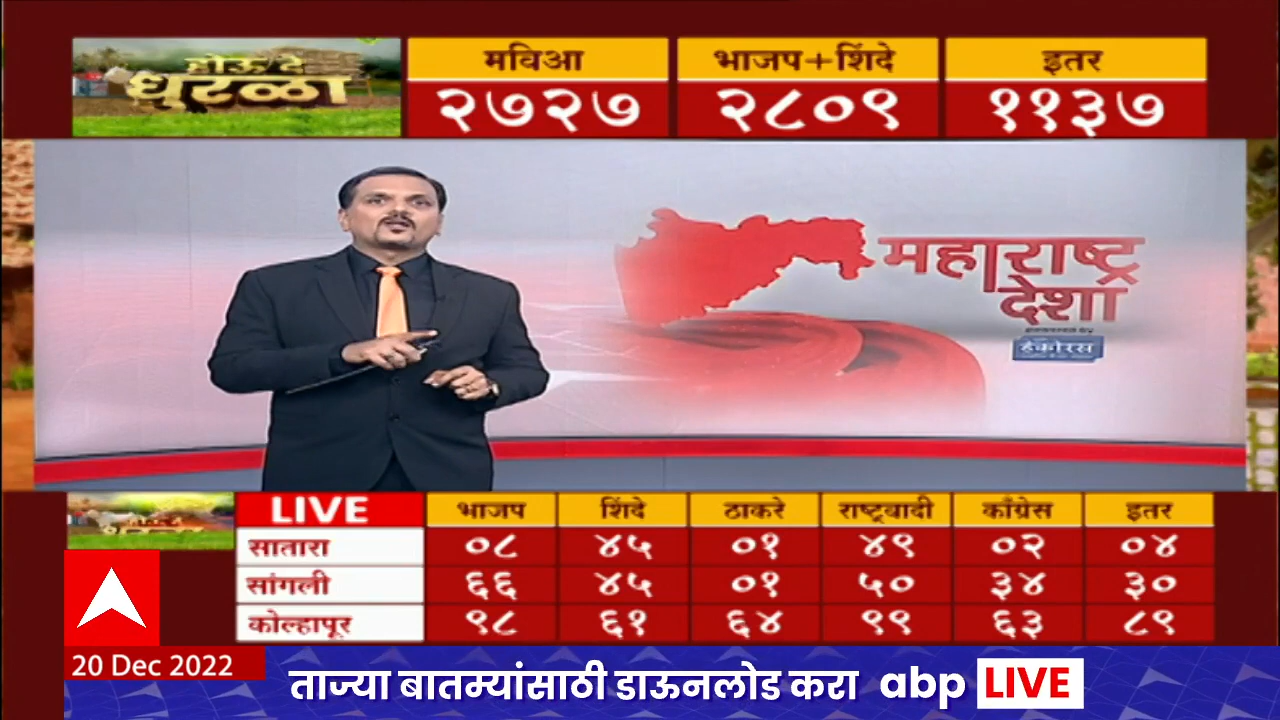 होऊ दे
धुरळा
मविआ भाजप+शिंदे इतर
२७२७ २८०९ ११३७
महाराष्ट्र
देशा
डेकोरस
LIVE भाजप शिंदे ठाकरे राष्ट्रवादी काँग्रेस इतर
सातारा ०८ ४५ ०१ ४९ ०२ ०४
सांगली ६६ ४५ ०१ ५० ३४ ३०
कोल्हापूर ९८ ६१ ६४ ९९ ६३ ८९
20 Dec 2022
ताज्या बातम्यांसाठी डाऊनलोड करा abp LIVE